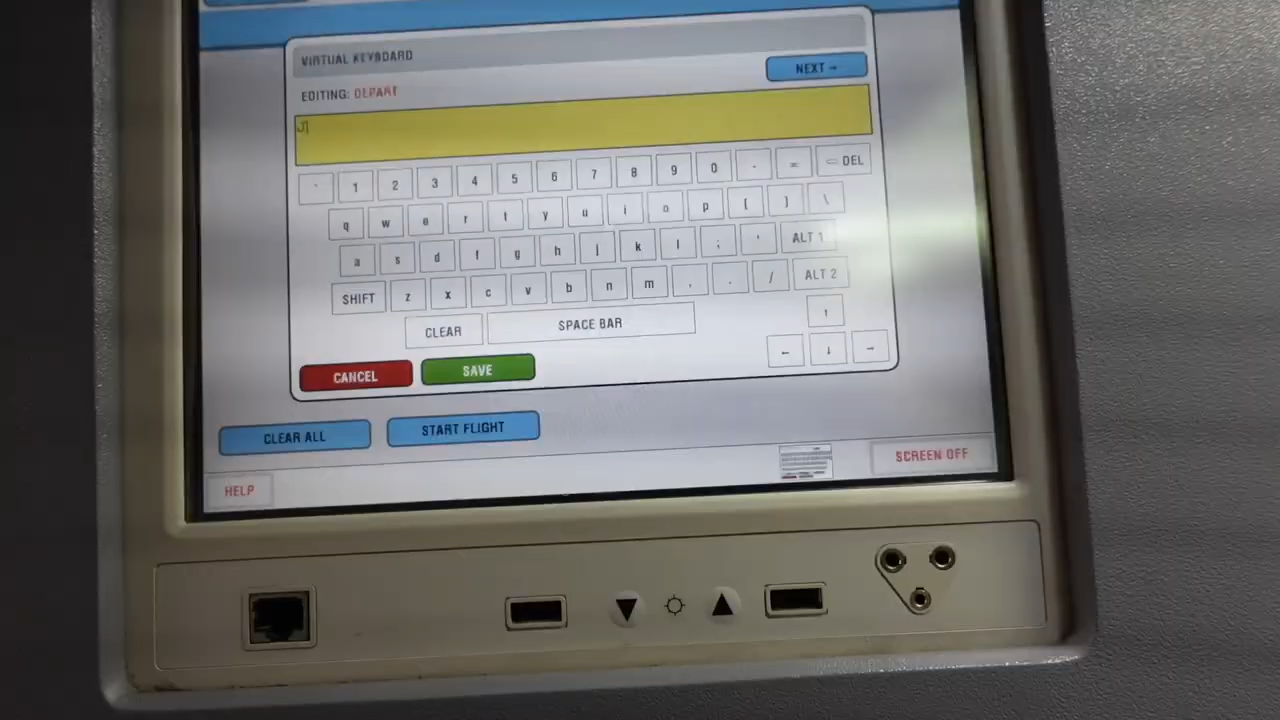 VIRTUAL KEYBOARD
NEXT →
EDITING: DEPART
J
` 1 2 3 4 5 6 7 8 9 0 - = ⇦ DEL
q w e r t y u i o p [ ] \
a s d f g h j k l ; ' ALT 1
SHIFT z x c v b n m , . / ALT 2
CLEAR SPACE BAR ↑
← ↓ →
CANCEL SAVE
CLEAR ALL START FLIGHT
HELP SCREEN OFF